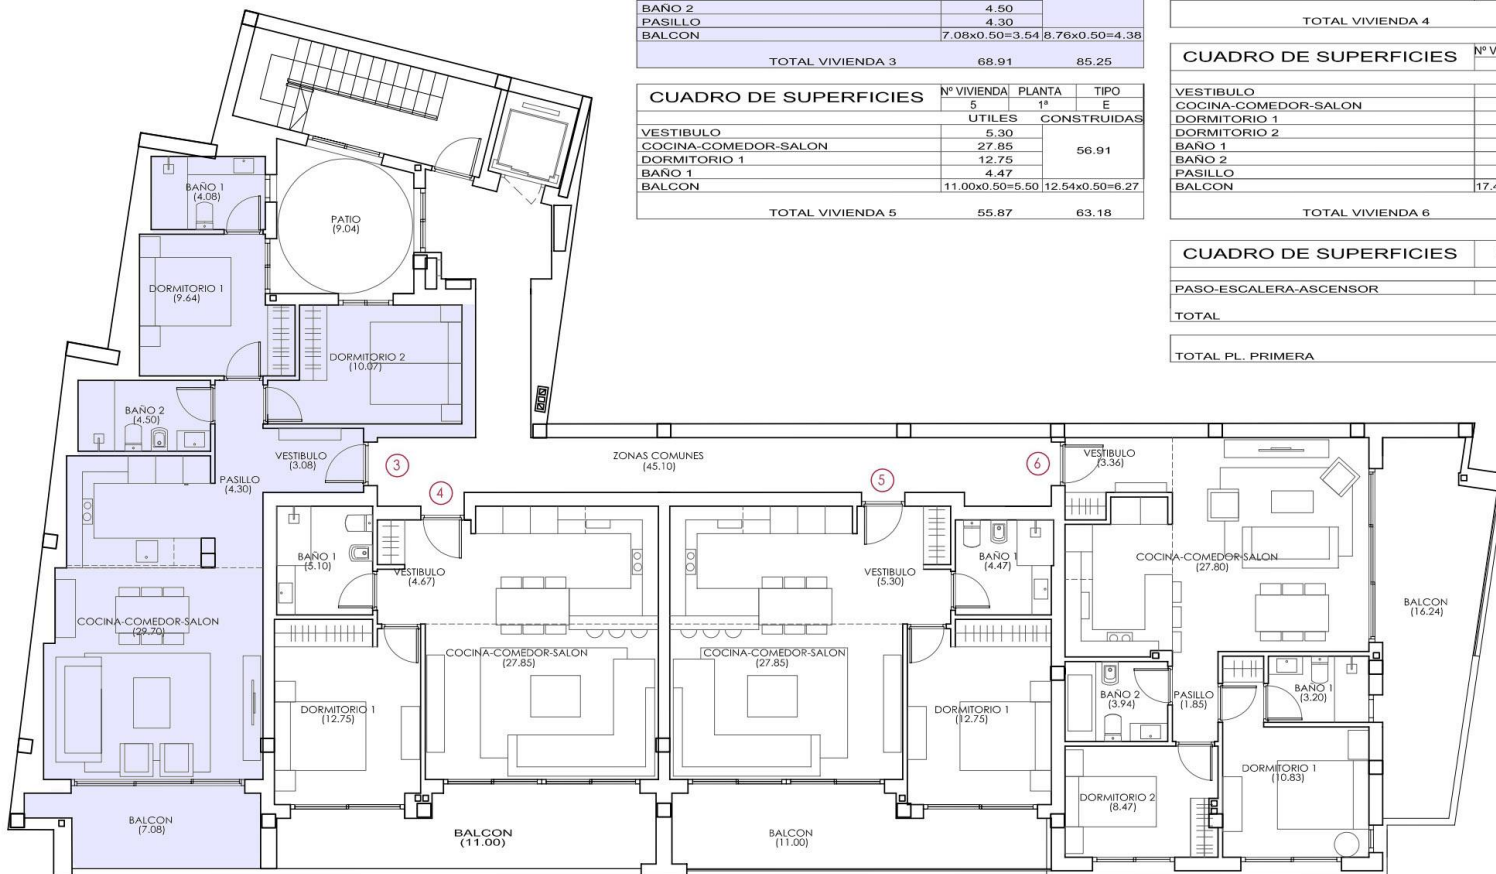 BAÑO 2 4.50
PASILLO 4.30
BALCON 7.08x0.50=3.54 8.76x0.50=4.38
TOTAL VIVIENDA 3 68.91 85.25
CUADRO DE SUPERFICIES Nº VIVIENDA PLANTA TIPO
5 1ª E
UTILES CONSTRUIDAS
VESTIBULO 5.30
COCINA-COMEDOR-SALON 27.85
56.91
DORMITORIO 1 12.75
BAÑO 1 4.47
BALCON 11.00x0.50=5.50 12.54x0.50=6.27
TOTAL VIVIENDA 5 55.87 63.18
TOTAL VIVIENDA 4
CUADRO DE SUPERFICIES Nº V
VESTIBULO
COCINA-COMEDOR-SALON
DORMITORIO 1
DORMITORIO 2
BAÑO 1
BAÑO 2
PASILLO
BALCON 17.4
TOTAL VIVIENDA 6
CUADRO DE SUPERFICIES
PASO-ESCALERA-ASCENSOR
TOTAL
TOTAL PL. PRIMERA
BAÑO 1
(4.08)
PATIO
(9.04)
DORMITORIO 1
(9.64)
DORMITORIO 2
(10.07)
BAÑO 2
(4.50)
VESTIBULO
(3.08)
PASILLO
(4.30)
COCINA-COMEDOR-SALON
(29.70)
BALCON
(7.08)
3
4
5
6
ZONAS COMUNES
(45.10)
BAÑO 1
(5.10)
VESTIBULO
(4.67)
COCINA-COMEDOR-SALON
(27.85)
DORMITORIO 1
(12.75)
BALCON
(11.00)
VESTIBULO
(5.30)
BAÑO 1
(4.47)
COCINA-COMEDOR-SALON
(27.85)
DORMITORIO 1
(12.75)
BALCON
(11.00)
VESTIBULO
(3.36)
COCINA-COMEDOR-SALON
(27.80)
BALCON
(16.24)
BAÑO 2
(3.94)
PASILLO
(1.85)
BAÑO 1
(3.20)
DORMITORIO 1
(10.83)
DORMITORIO 2
(8.47)